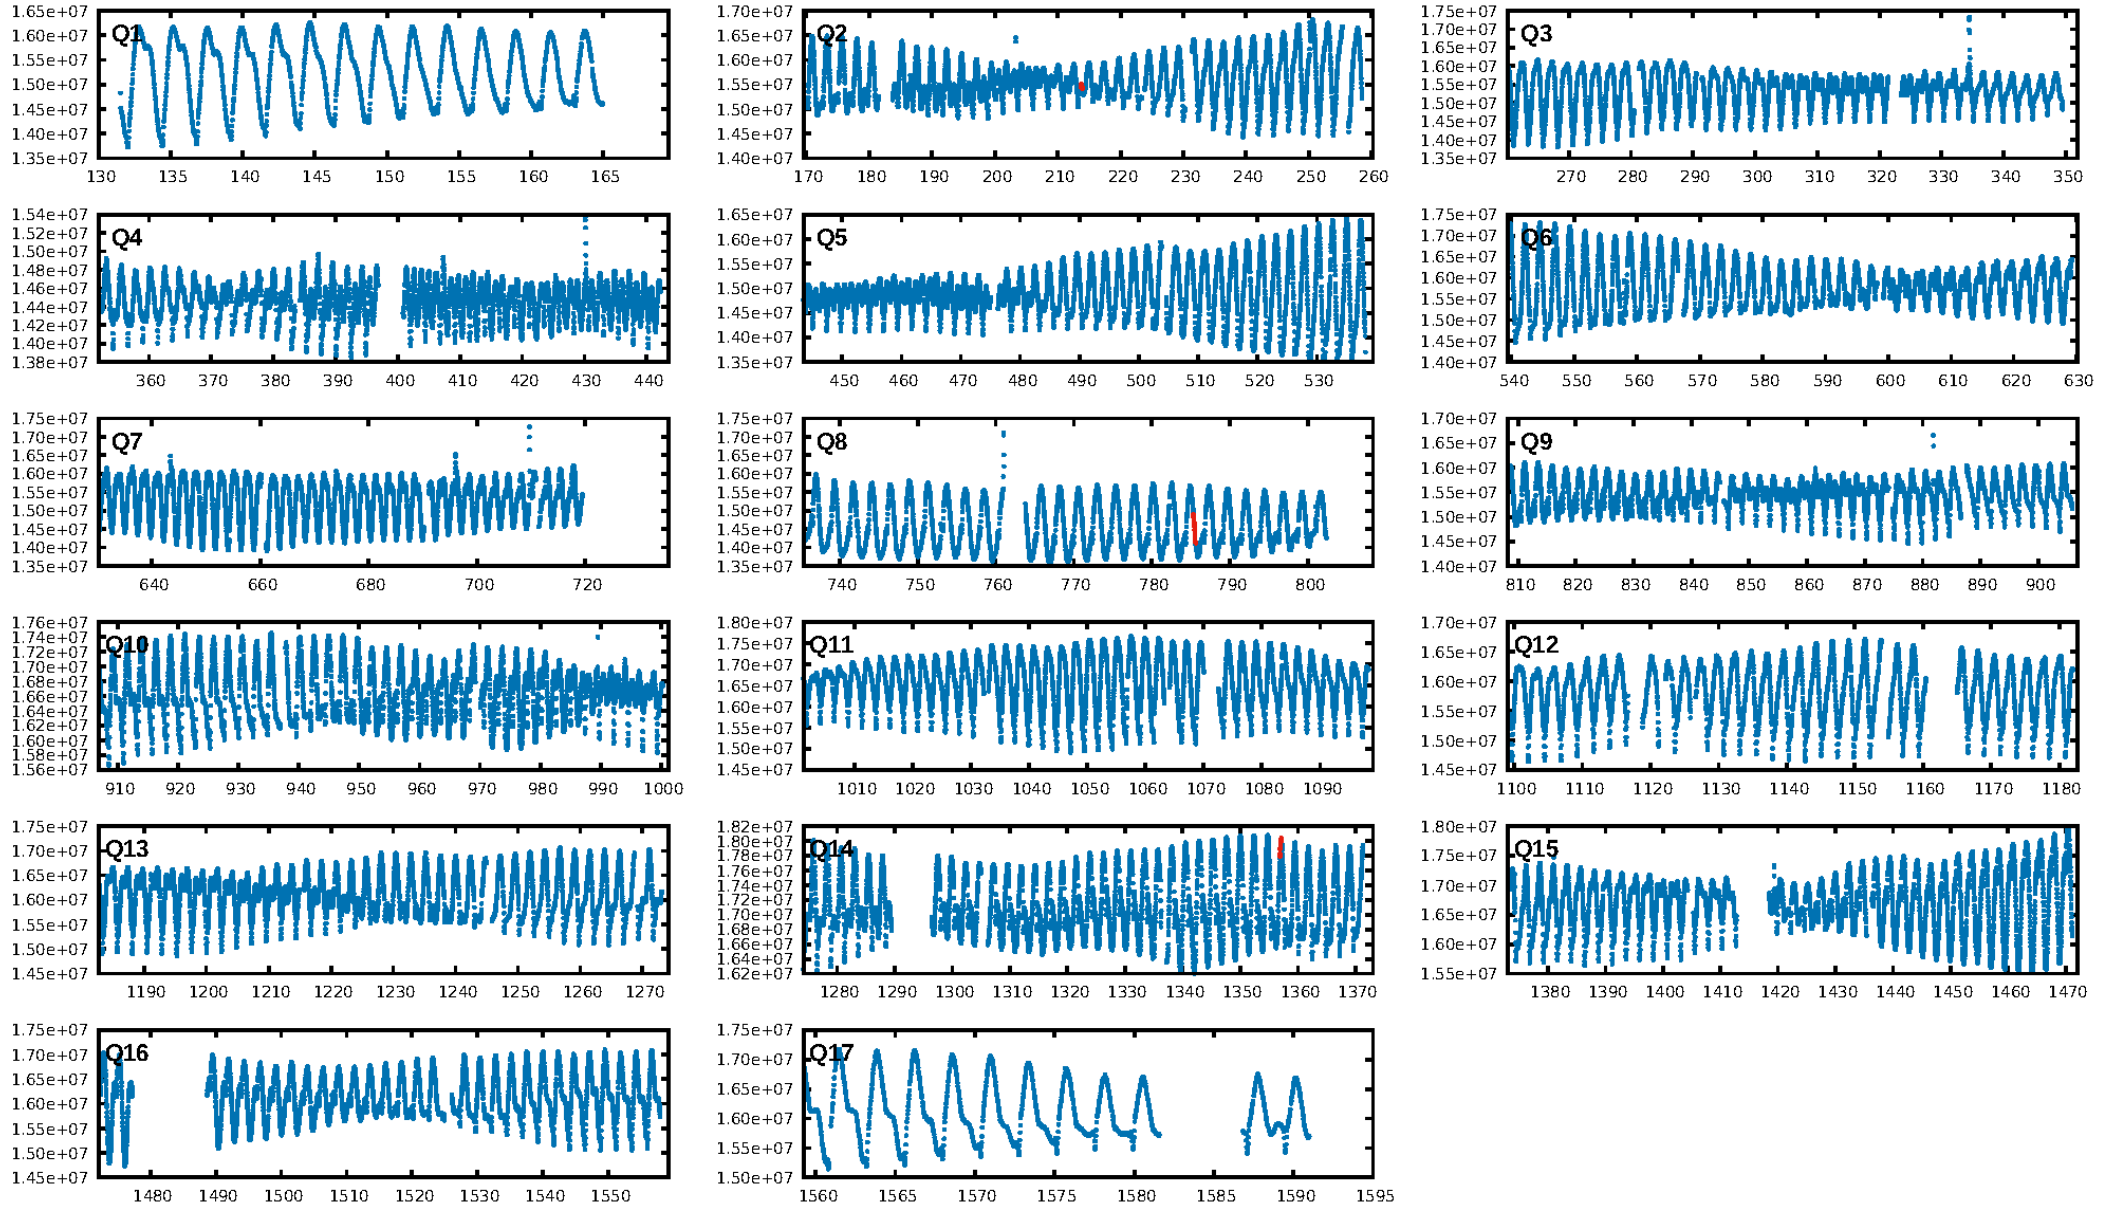 1.65e+07 1.60e+07 1.55e+07 1.50e+07 1.45e+07 1.40e+07 1.35e+07
Q1
130 135 140 145 150 155 160 165
1.70e+07 1.65e+07 1.60e+07 1.55e+07 1.50e+07 1.45e+07 1.40e+07
Q2
170 180 190 200 210 220 230 240 250 260
1.75e+07 1.70e+07 1.65e+07 1.60e+07 1.55e+07 1.50e+07 1.45e+07 1.40e+07 1.35e+07
Q3
270 280 290 300 310 320 330 340 350
1.54e+07 1.52e+07 1.50e+07 1.48e+07 1.46e+07 1.44e+07 1.42e+07 1.40e+07 1.38e+07
Q4
360 370 380 390 400 410 420 430 440
1.65e+07 1.60e+07 1.55e+07 1.50e+07 1.45e+07 1.40e+07 1.35e+07
Q5
450 460 470 480 490 500 510 520 530
1.75e+07 1.70e+07 1.65e+07 1.60e+07 1.55e+07 1.50e+07 1.45e+07 1.40e+07
Q6
540 550 560 570 580 590 600 610 620 630
1.75e+07 1.70e+07 1.65e+07 1.60e+07 1.55e+07 1.50e+07 1.45e+07 1.40e+07 1.35e+07
Q7
640 660 680 700 720
1.75e+07 1.70e+07 1.65e+07 1.60e+07 1.55e+07 1.50e+07 1.45e+07 1.40e+07 1.35e+07
Q8
740 750 760 770 780 790 800
1.70e+07 1.65e+07 1.60e+07 1.55e+07 1.50e+07 1.45e+07 1.40e+07
Q9
810 820 830 840 850 860 870 880 890 900
1.76e+07 1.74e+07 1.72e+07 1.70e+07 1.68e+07 1.66e+07 1.64e+07 1.62e+07 1.60e+07 1.58e+07 1.56e+07
Q10
910 920 930 940 950 960 970 980 990 1000
1.80e+07 1.75e+07 1.70e+07 1.65e+07 1.60e+07 1.55e+07 1.50e+07 1.45e+07
Q11
1010 1020 1030 1040 1050 1060 1070 1080 1090
1.70e+07 1.65e+07 1.60e+07 1.55e+07 1.50e+07 1.45e+07
Q12
1100 1110 1120 1130 1140 1150 1160 1170 1180
1.75e+07 1.70e+07 1.65e+07 1.60e+07 1.55e+07 1.50e+07 1.45e+07
Q13
1190 1200 1210 1220 1230 1240 1250 1260 1270
1.82e+07 1.80e+07 1.78e+07 1.76e+07 1.74e+07 1.72e+07 1.70e+07 1.68e+07 1.66e+07 1.64e+07 1.62e+07
Q14
1280 1290 1300 1310 1320 1330 1340 1350 1360 1370
1.80e+07 1.75e+07 1.70e+07 1.65e+07 1.60e+07 1.55e+07
Q15
1380 1390 1400 1410 1420 1430 1440 1450 1460 1470
1.75e+07 1.70e+07 1.65e+07 1.60e+07 1.55e+07 1.50e+07 1.45e+07
Q16
1480 1490 1500 1510 1520 1530 1540 1550
1.75e+07 1.70e+07 1.65e+07 1.60e+07 1.55e+07 1.50e+07
Q17
1560 1565 1570 1575 1580 1585 1590 1595